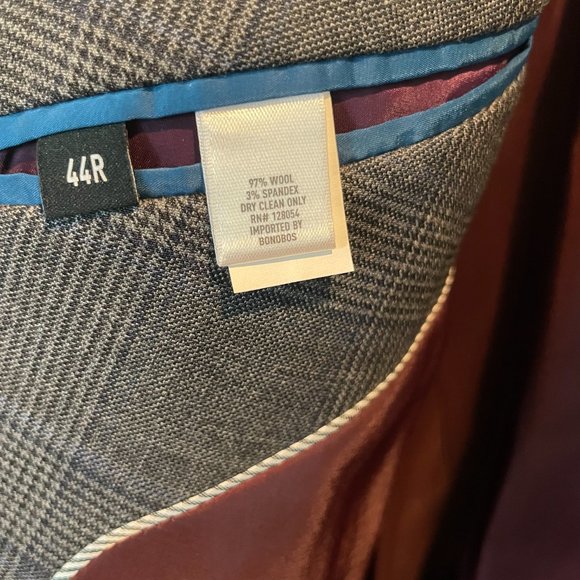 44R
97% WOOL
3% SPANDEX
DRY CLEAN ONLY
RN# 128054
IMPORTED BY
BONOBOS